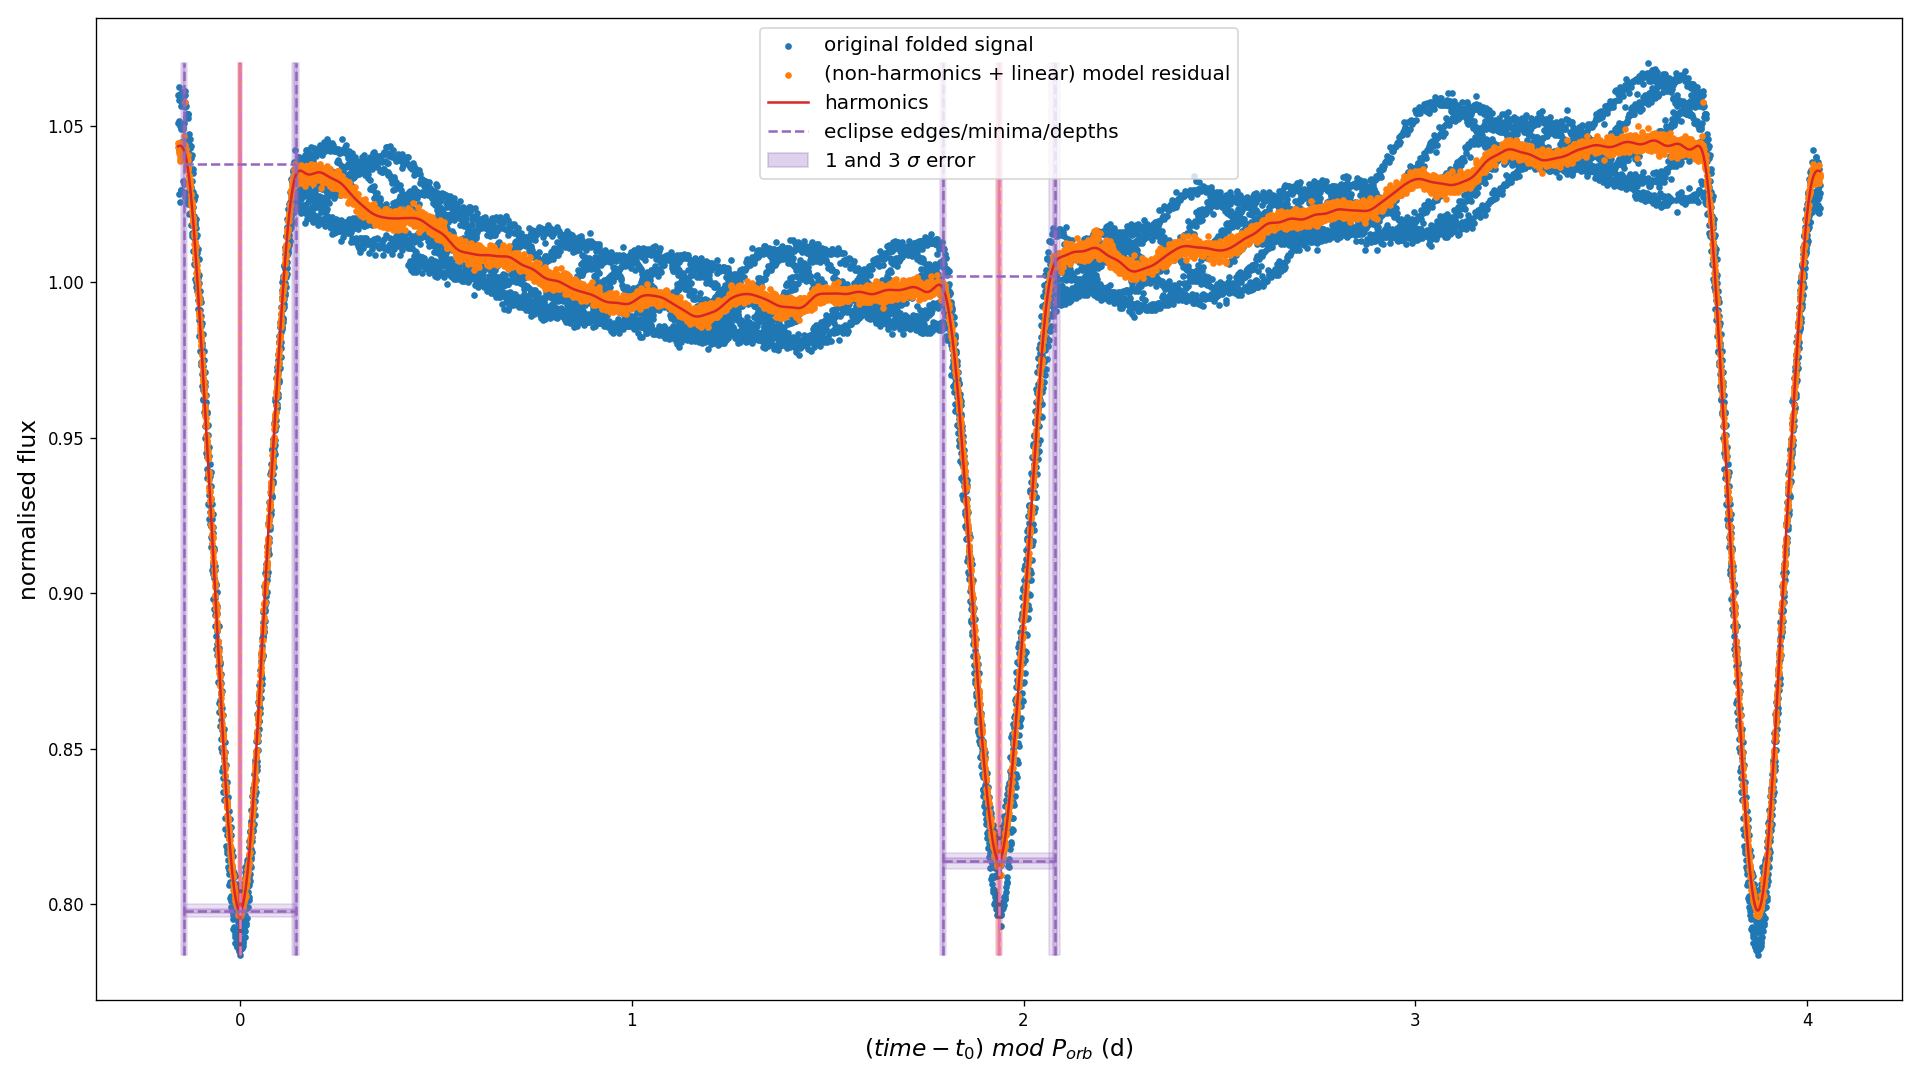 original folded signal
(non-harmonics + linear) model residual
harmonics
eclipse edges/minima/depths
1 and 3 σ error
normalised flux
1.05
1.00
0.95
0.90
0.85
0.80
0 1 2 3 4
(time − t₀) mod P_orb (d)